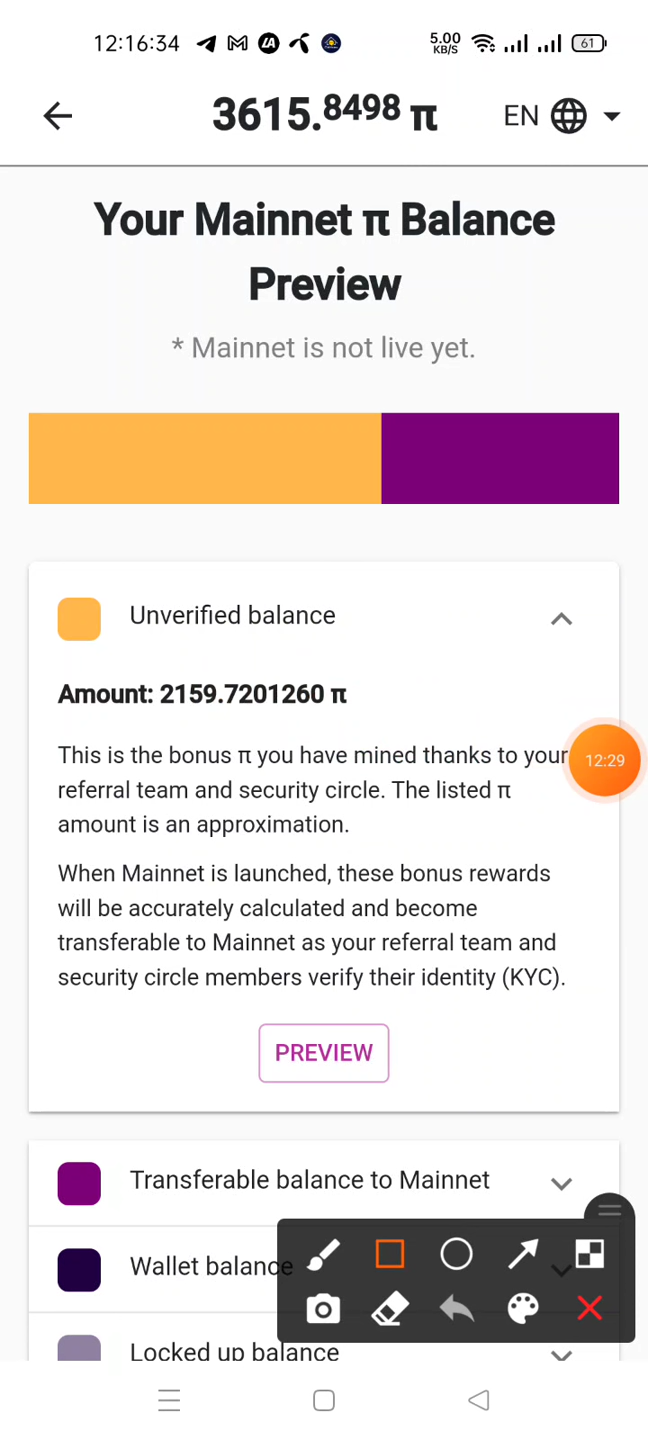 12:16:34 LA 5.00 KB/S 61
3615.8498 π EN
Your Mainnet π Balance
Preview
* Mainnet is not live yet.
Unverified balance
Amount: 2159.7201260 π
This is the bonus π you have mined thanks to your
12:29
referral team and security circle. The listed π
amount is an approximation.
When Mainnet is launched, these bonus rewards
will be accurately calculated and become
transferable to Mainnet as your referral team and
security circle members verify their identity (KYC).
PREVIEW
Transferable balance to Mainnet
Wallet balance
Locked up balance